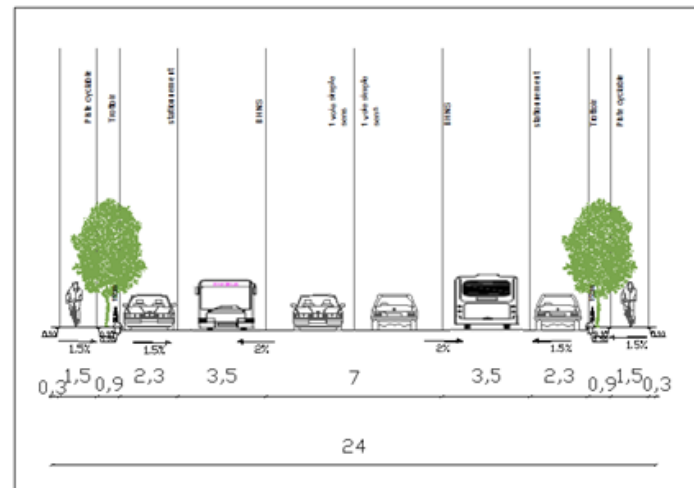 Piste cyclable
Trottoir
stationnement
BHNS
1 voie simple
sens
1 voie simple
sens
BHNS
stationnement
Trottoir
Piste cyclable
1.5%
1.5%
2%
2%
1.5%
1.5%
0,3
1,5
0,9
2,3
3,5
7
3,5
2,3
0,9
1,5
0,3
24